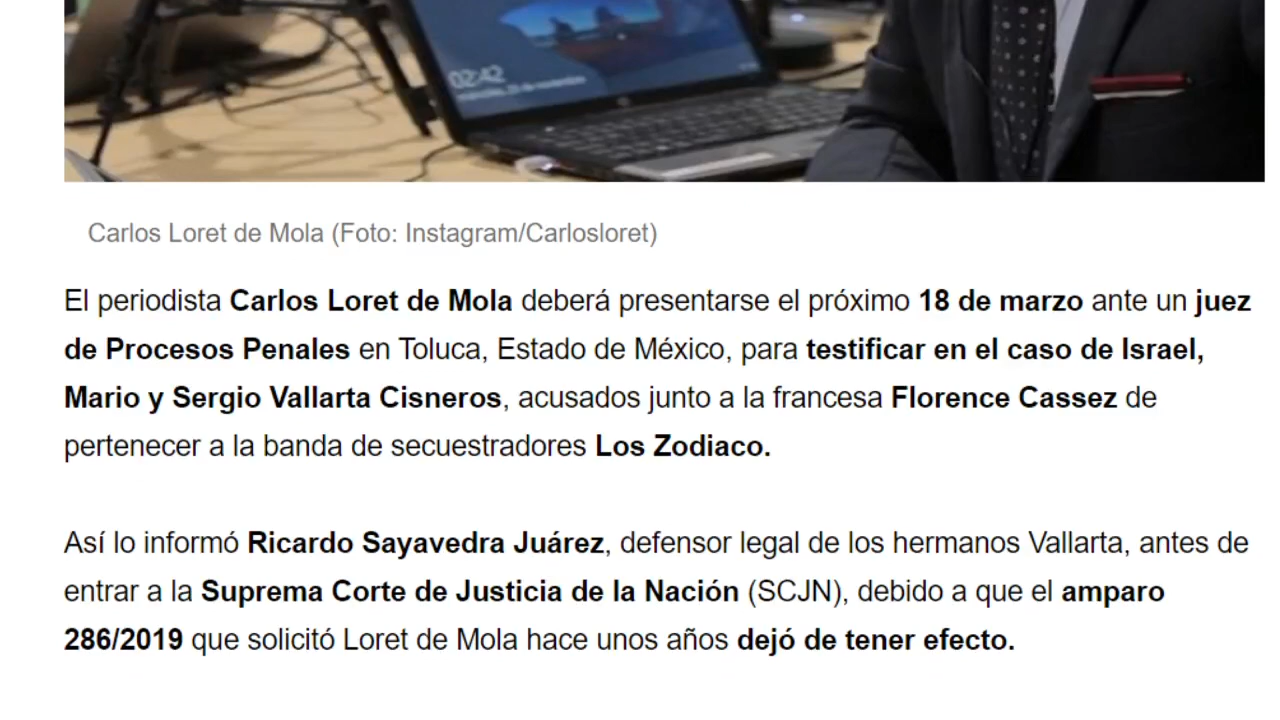 02:42
Carlos Loret de Mola (Foto: Instagram/Carlosloret)
El periodista Carlos Loret de Mola deberá presentarse el próximo 18 de marzo ante un juez
de Procesos Penales en Toluca, Estado de México, para testificar en el caso de Israel,
Mario y Sergio Vallarta Cisneros, acusados junto a la francesa Florence Cassez de
pertenecer a la banda de secuestradores Los Zodiaco.
Así lo informó Ricardo Sayavedra Juárez, defensor legal de los hermanos Vallarta, antes de
entrar a la Suprema Corte de Justicia de la Nación (SCJN), debido a que el amparo
286/2019 que solicitó Loret de Mola hace unos años dejó de tener efecto.